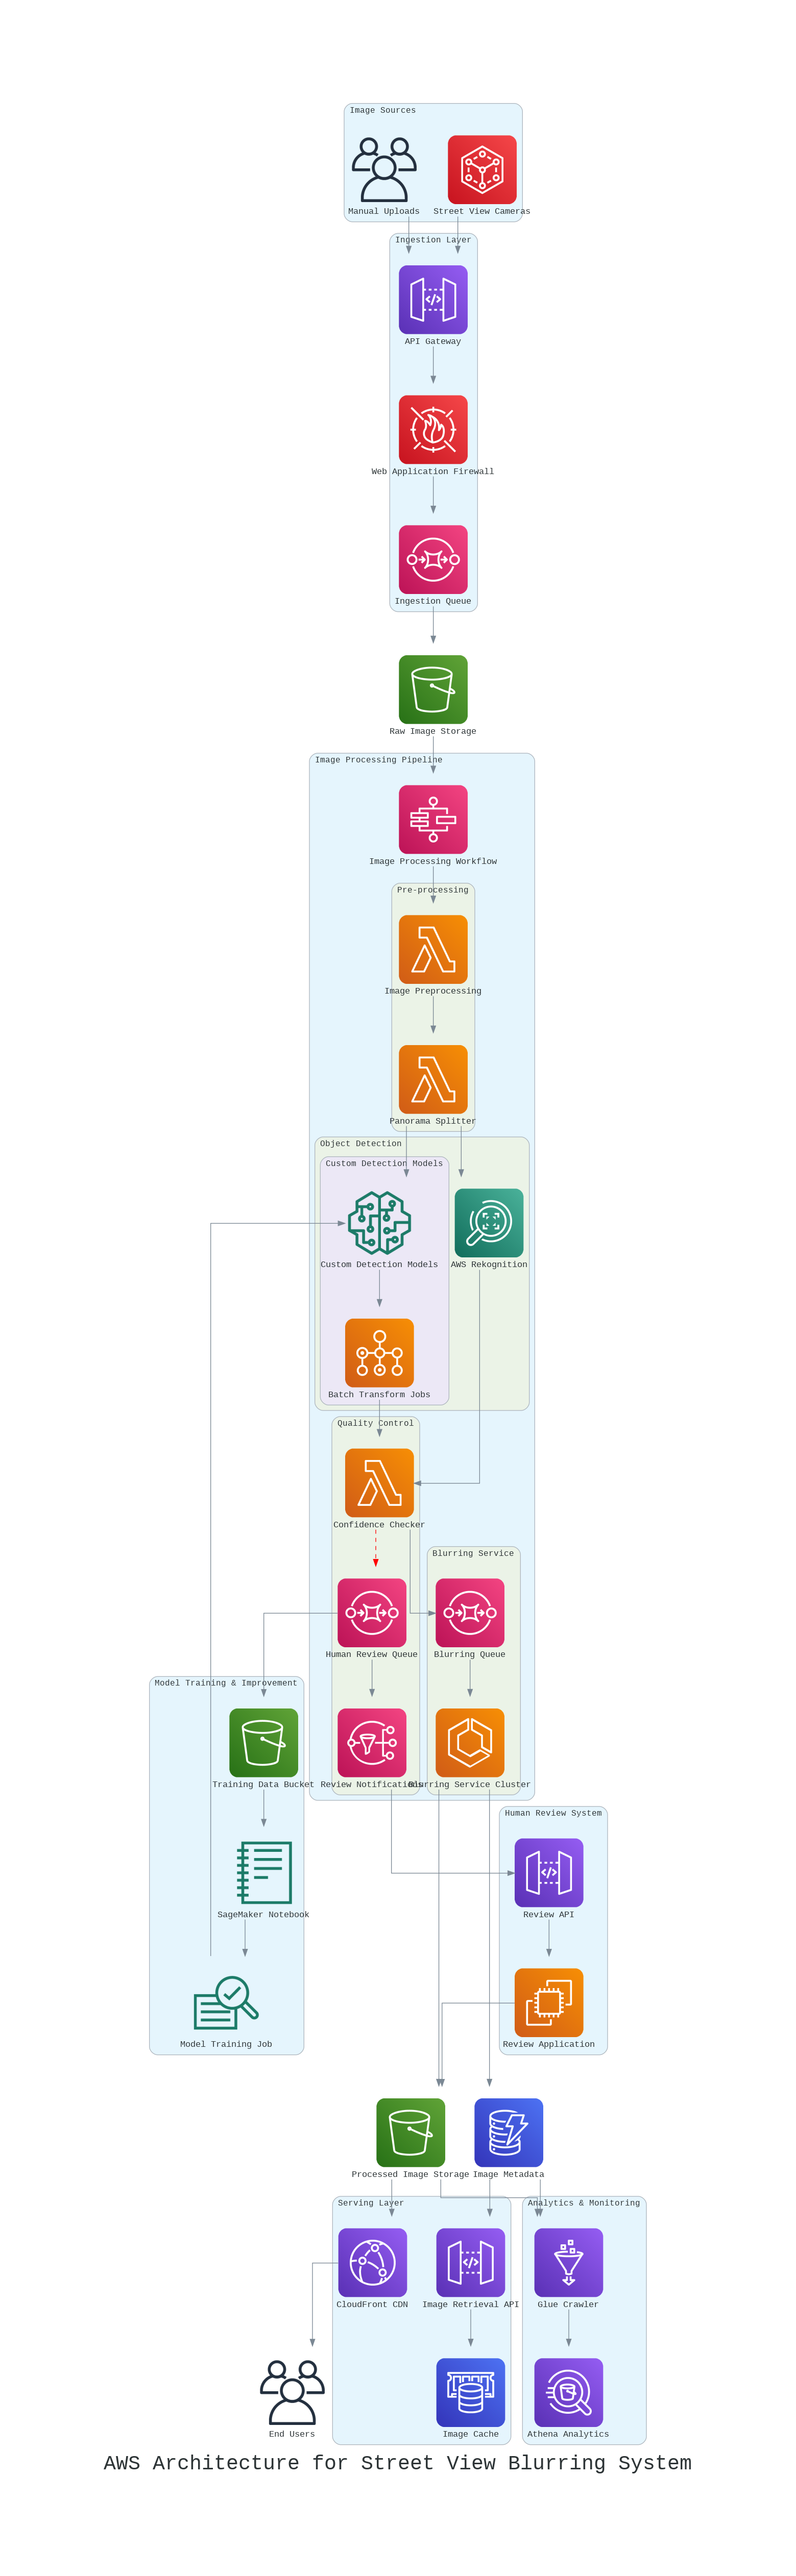 Image Sources
Manual Uploads
Street View Cameras
Ingestion Layer
API Gateway
Web Application Firewall
Ingestion Queue
Raw Image Storage
Image Processing Pipeline
Image Processing Workflow
Pre-processing
Image Preprocessing
Panorama Splitter
Object Detection
Custom Detection Models
Custom Detection Models
AWS Rekognition
Batch Transform Jobs
Quality Control
Confidence Checker
Blurring Service
Human Review Queue
Blurring Queue
Model Training & Improvement
Training Data Bucket
Review Notifications
Blurring Service Cluster
Human Review System
Review API
SageMaker Notebook
Review Application
Model Training Job
Processed Image Storage
Image Metadata
Serving Layer
Analytics & Monitoring
CloudFront CDN
Image Retrieval API
Glue Crawler
End Users
Image Cache
Athena Analytics
AWS Architecture for Street View Blurring System